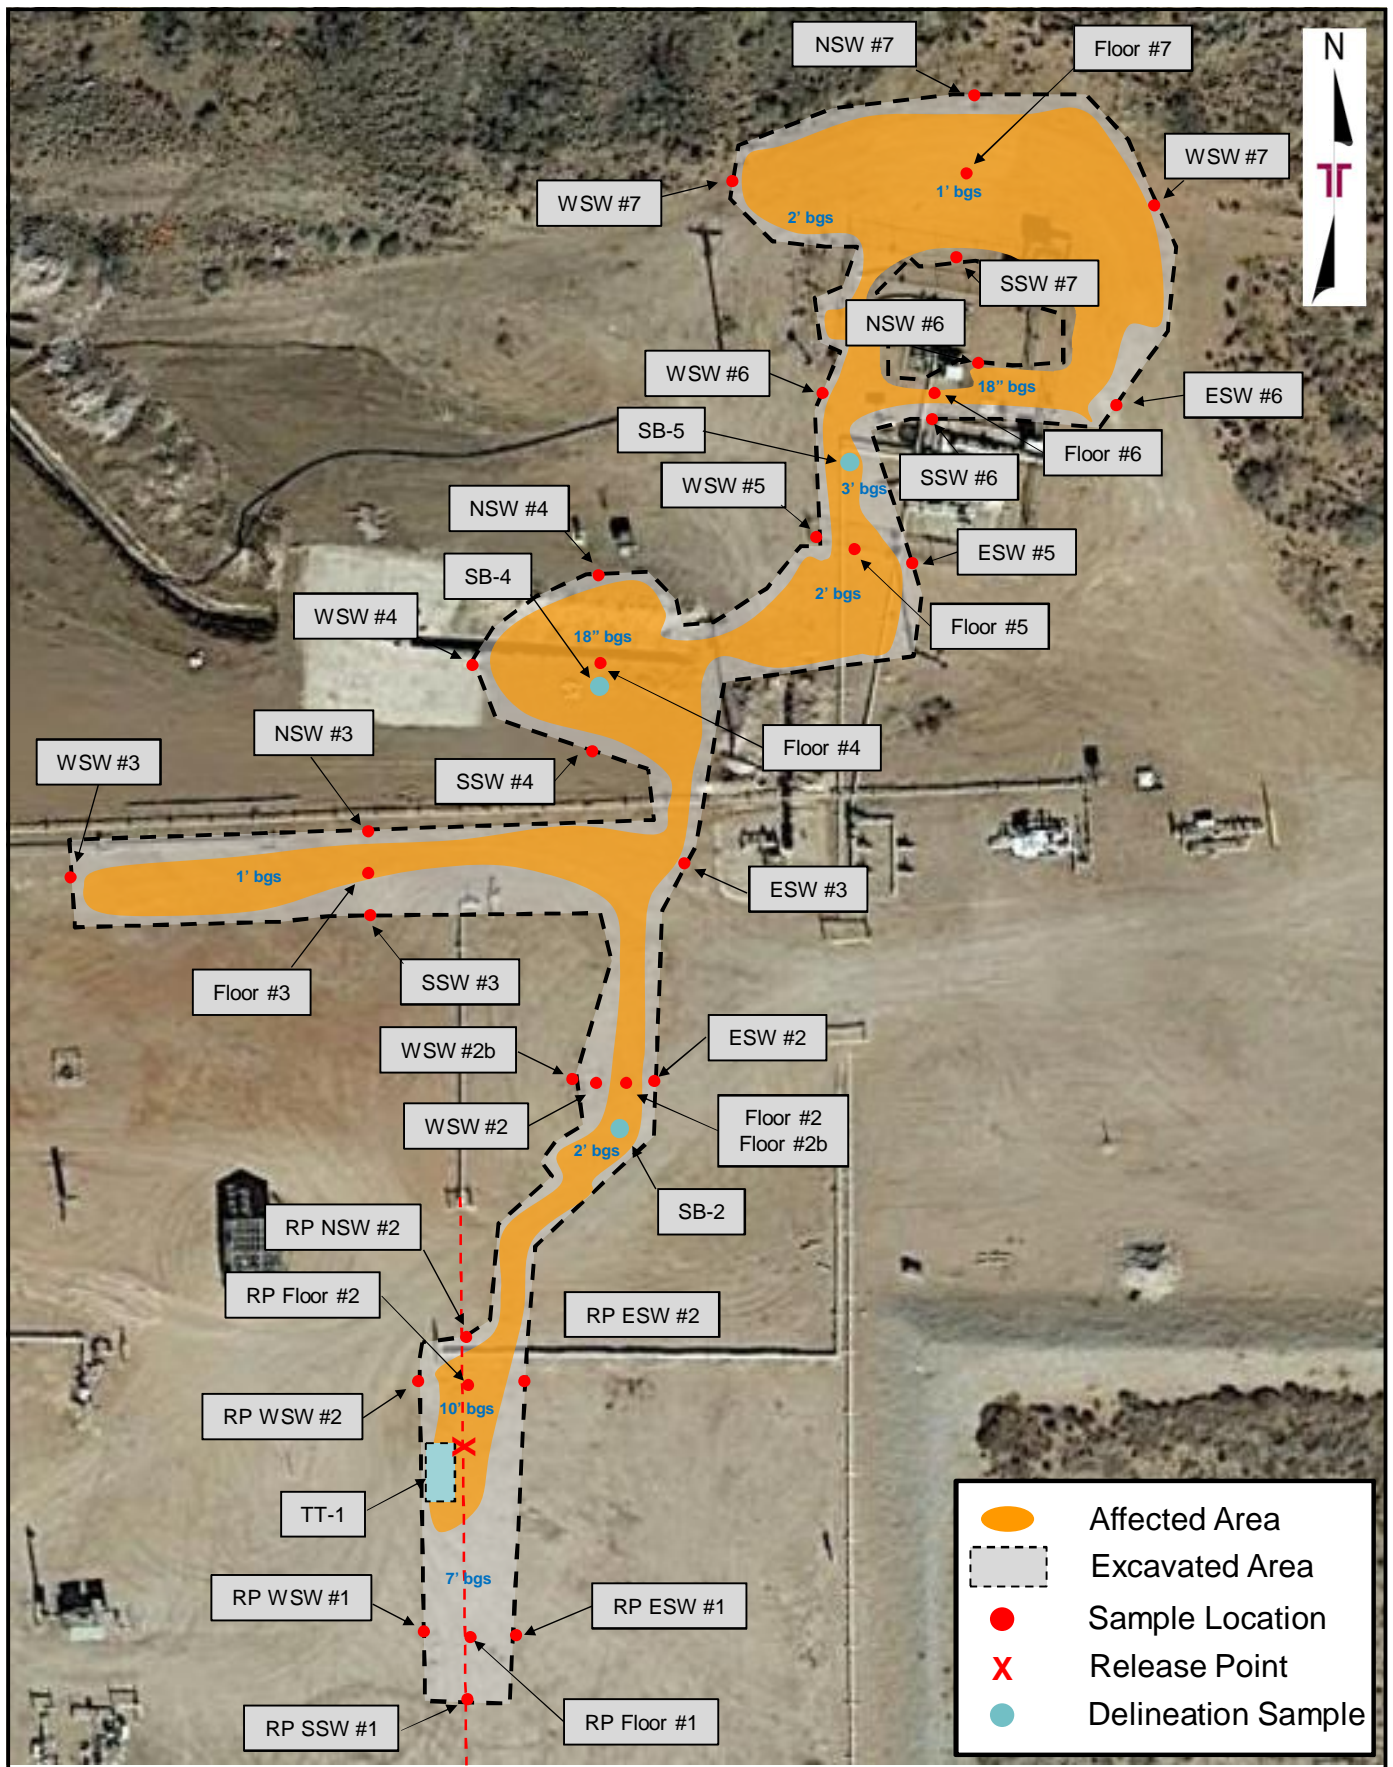 NSW #7
Floor #7
N
WSW #7
WSW #7
1' bgs
2' bgs
SSW #7
NSW #6
WSW #6
18” bgs
ESW #6
SB-5
Floor #6
SSW #6
WSW #5
3' bgs
NSW #4
ESW #5
SB-4
2' bgs
WSW #4
Floor #5
18” bgs
NSW #3
Floor #4
WSW #3
SSW #4
1' bgs
ESW #3
Floor #3
SSW #3
WSW #2b
ESW #2
WSW #2
Floor #2
Floor #2b
2' bgs
SB-2
RP NSW #2
RP Floor #2
RP ESW #2
RP WSW #2
10' bgs
X
TT-1
7' bgs
RP WSW #1
RP ESW #1
RP SSW #1
RP Floor #1
Affected Area
Excavated Area
Sample Location
X Release Point
Delineation Sample